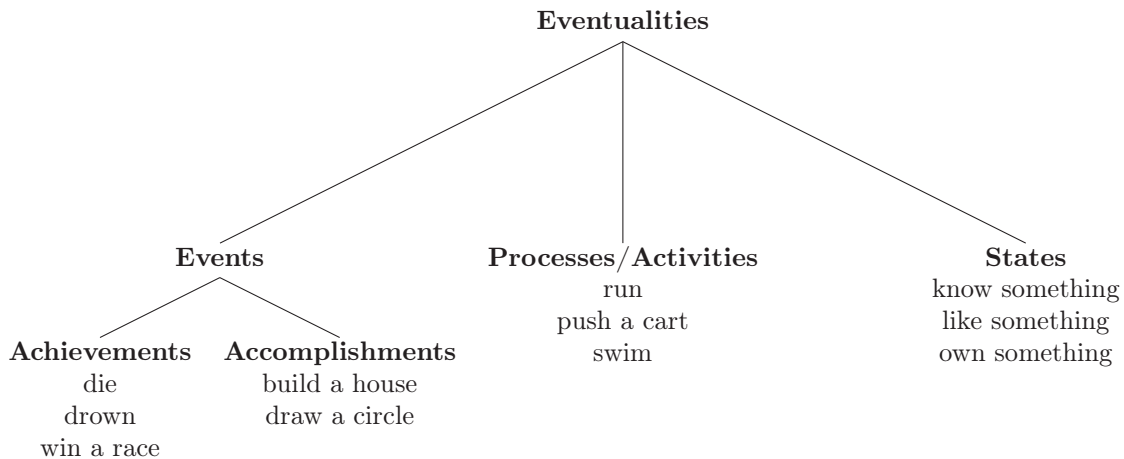 Eventualities
Events
Processes/Activities
run
push a cart
swim
States
know something
like something
own something
Achievements
die
drown
win a race
Accomplishments
build a house
draw a circle